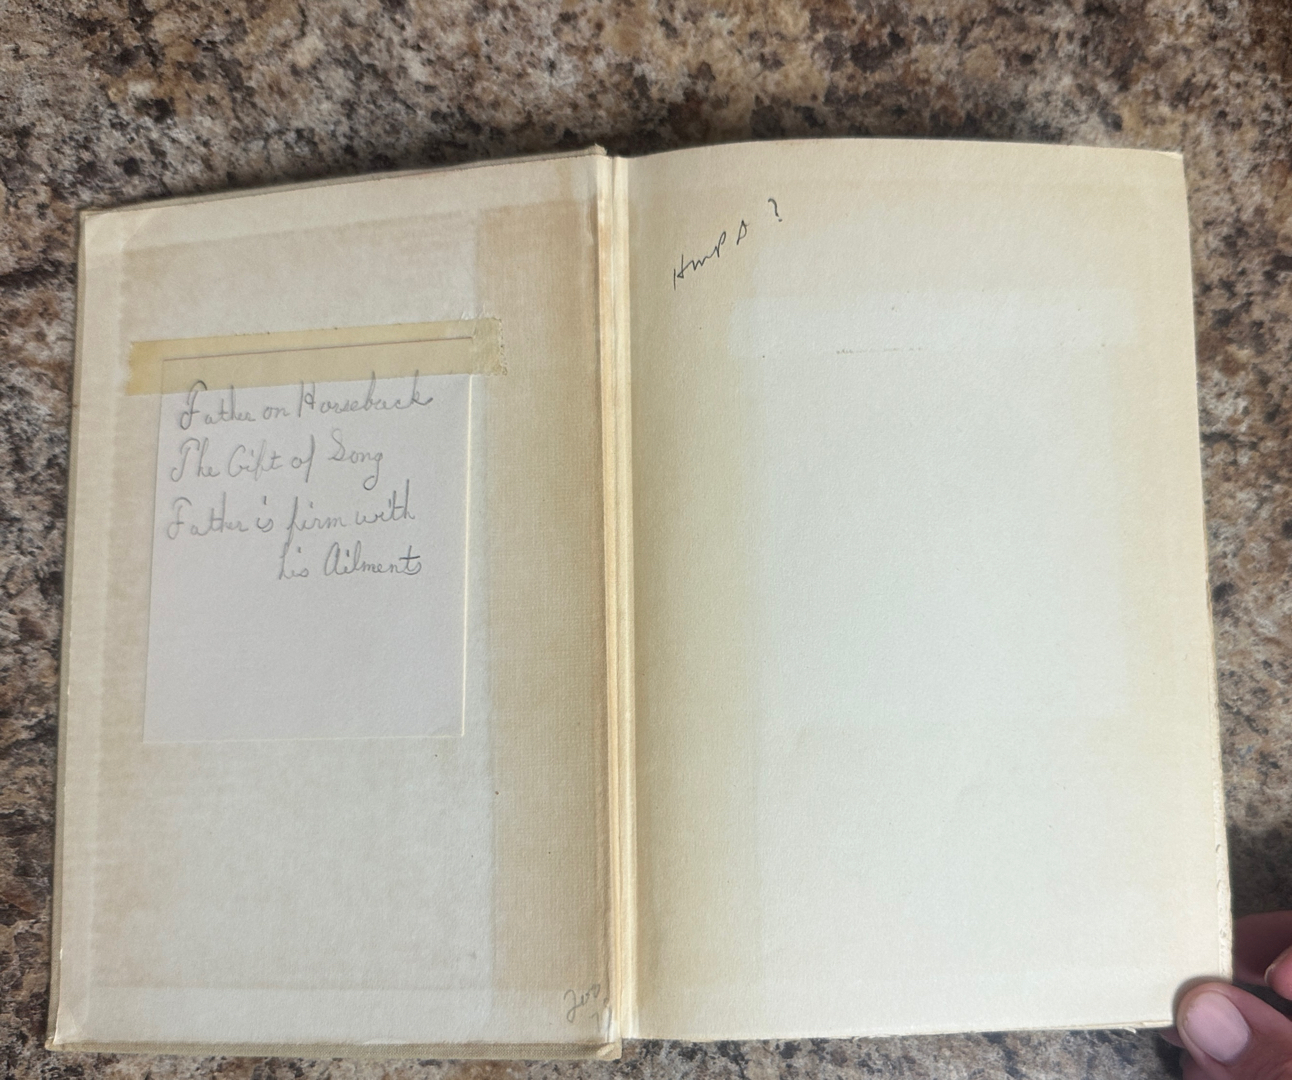 Father on Horseback
The Gift of Song
Father is firm with
his Ailments
?